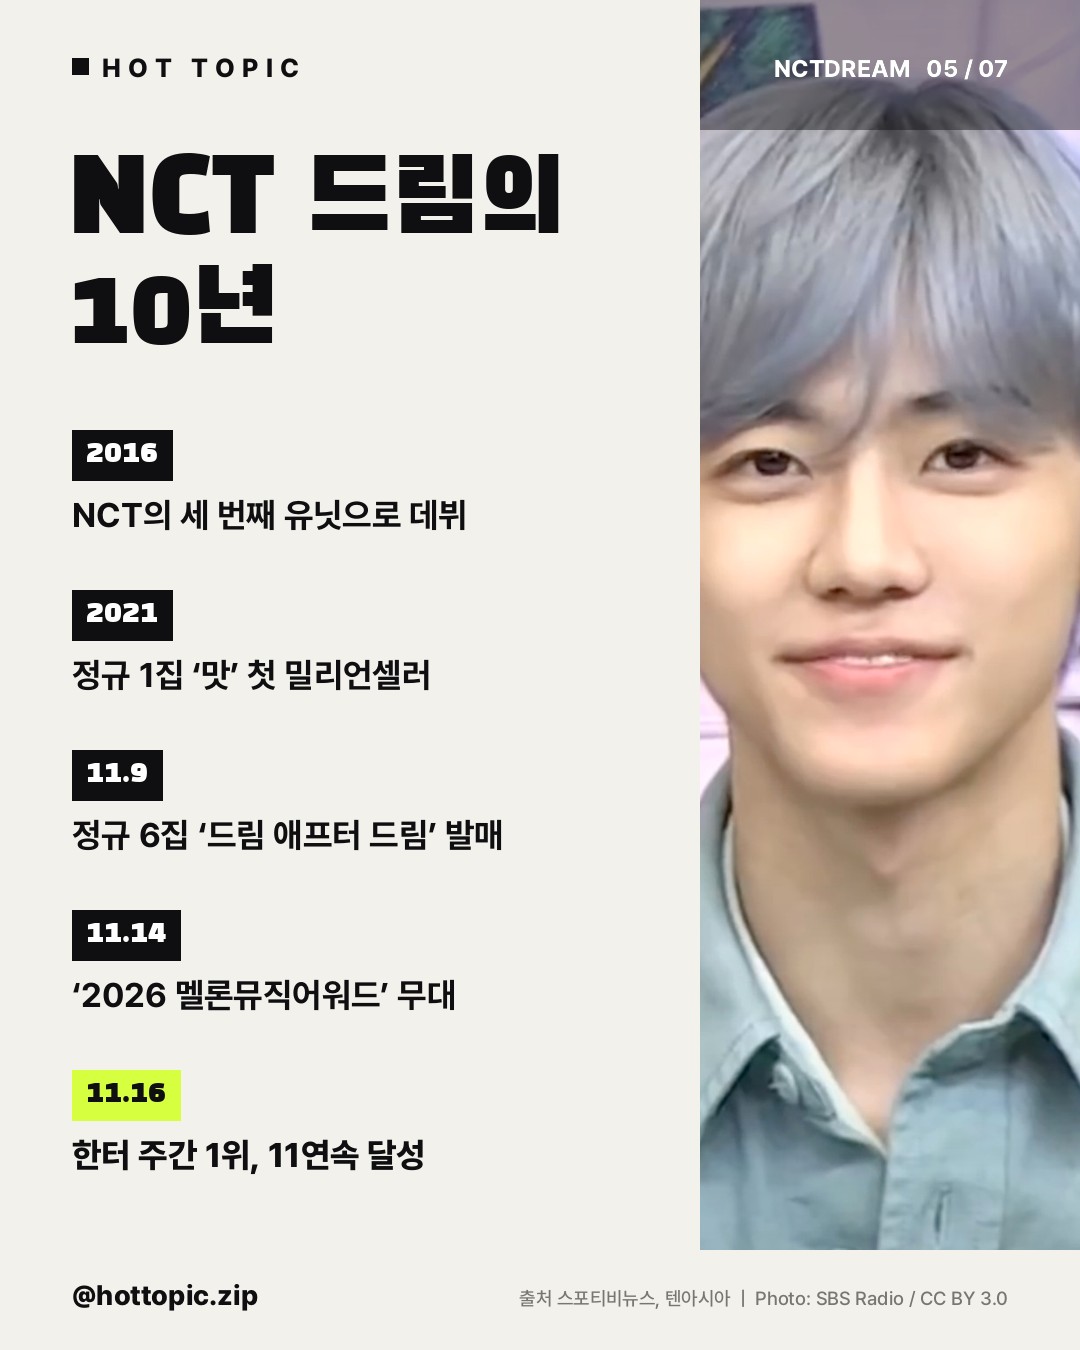 HOT TOPIC
NCTDREAM 05 / 07
NCT 드림의
10년
2016
NCT의 세 번째 유닛으로 데뷔
2021
정규 1집 ‘맛’ 첫 밀리언셀러
11.9
정규 6집 ‘드림 애프터 드림’ 발매
11.14
‘2026 멜론뮤직어워드’ 무대
11.16
한터 주간 1위, 11연속 달성
@hottopic.zip
출처 스포티비뉴스, 텐아시아 | Photo: SBS Radio / CC BY 3.0